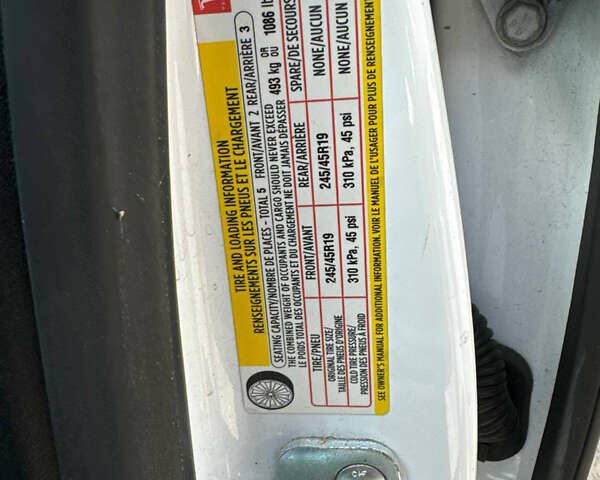 TIRE AND LOADING INFORMATION
RENSEIGNEMENTS SUR LES PNEUS ET LE CHARGEMENT
SEATING CAPACITY/NOMBRE DE PLACES - TOTAL 5 FRONT/AVANT 2 REAR/ARRIÈRE 3
THE COMBINED WEIGHT OF OCCUPANTS AND CARGO SHOULD NEVER EXCEED 493 kg OR 1086 lb
LE POIDS TOTAL DES OCCUPANTS ET DU CHARGEMENT NE DOIT JAMAIS DÉPASSER OU
TIRE/PNEU FRONT/AVANT REAR/ARRIÈRE SPARE/DE SECOURS
ORIGINAL TIRE SIZE/ 245/45R19 245/45R19 NONE/AUCUN
TAILLE DES PNEUS D'ORIGINE
COLD TIRE PRESSURE/ 310 kPa, 45 psi 310 kPa, 45 psi NONE/AUCUN
PRESSION DES PNEUS À FROID
SEE OWNER'S MANUAL FOR ADDITIONAL INFORMATION. VOIR LE MANUEL DE L'USAGER POUR PLUS DE RENSEIGNEMENT